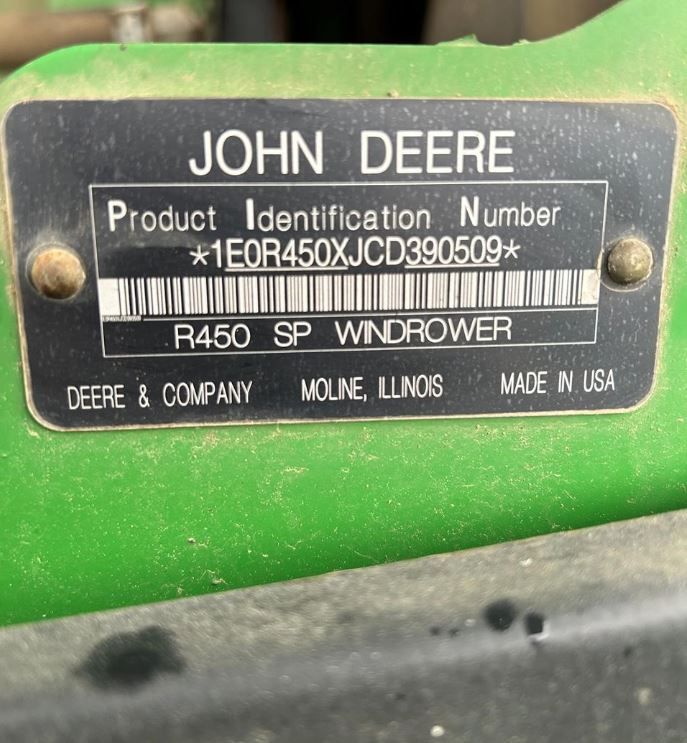 JOHN DEERE
Product Identification Number
*1E0R450XJCD390509*
R450 SP WINDROWER
DEERE & COMPANY MOLINE, ILLINOIS MADE IN USA